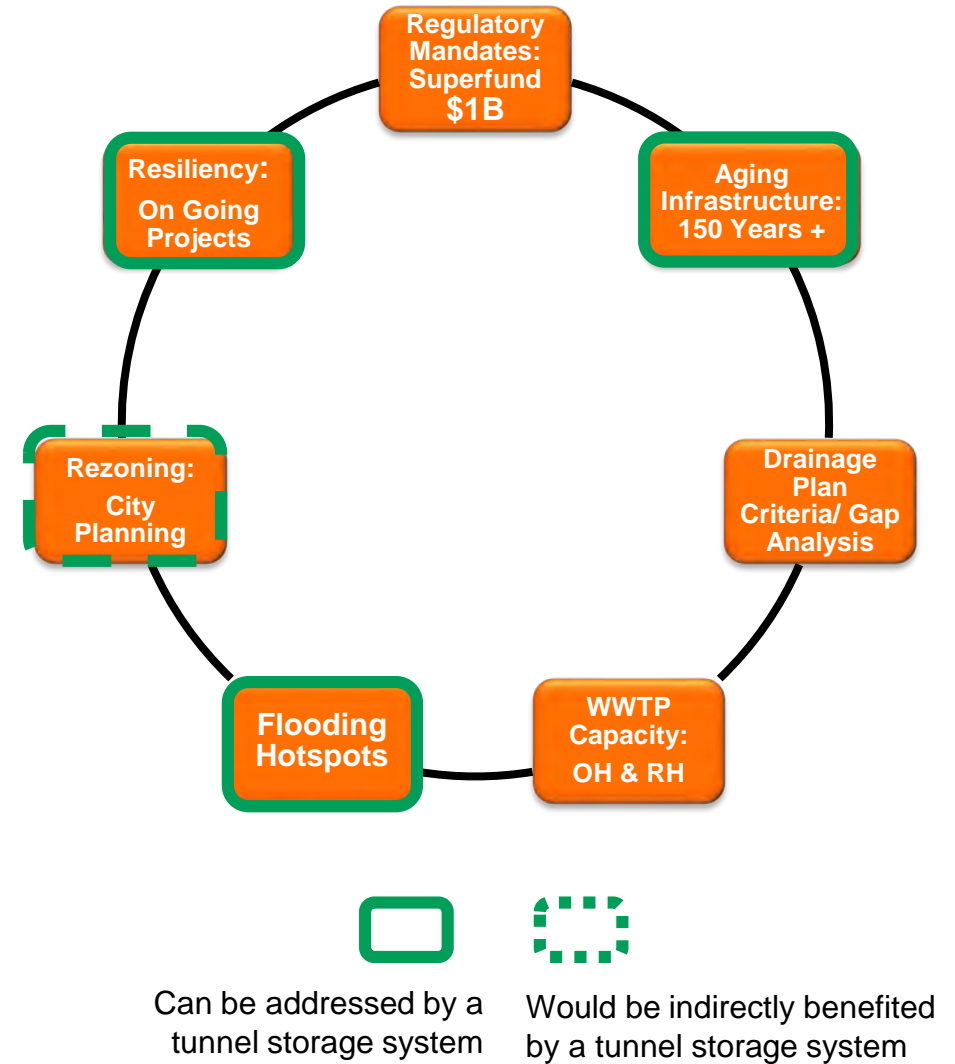 Regulatory
Mandates:
Superfund
$1B
Resiliency:
On Going
Projects
Aging
Infrastructure:
150 Years +
Rezoning:
City
Planning
Drainage
Plan
Criteria/ Gap
Analysis
Flooding
Hotspots
WWTP
Capacity:
OH & RH
Can be addressed by a
tunnel storage system
Would be indirectly benefited
by a tunnel storage system